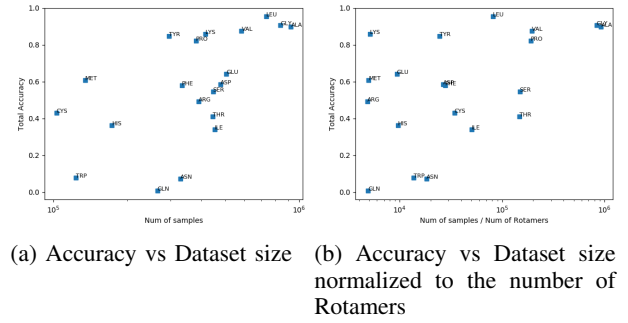 1.0
0.8
0.6
0.4
0.2
0.0
Total Accuracy
LEU
GLY
ALA
VAL
LYS
TYR
PRO
GLU
MET
PHE
ASP
SER
ARG
CYS
THR
HIS
ILE
TRP
ASN
GLN
10^5
10^6
Num of samples
1.0
0.8
0.6
0.4
0.2
0.0
Total Accuracy
LEU
GLY
ALA
LYS
TYR
VAL
PRO
GLU
MET
ASP
PHE
SER
ARG
CYS
THR
HIS
ILE
TRP
ASN
GLN
10^4
10^5
10^6
Num of samples / Num of Rotamers
(a) Accuracy vs Dataset size
(b) Accuracy vs Dataset size
normalized to the number of
Rotamers